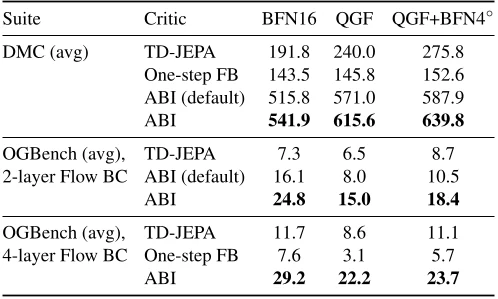 Suite Critic BFN16 QGF QGF+BFN4°
DMC (avg) TD-JEPA 191.8 240.0 275.8
One-step FB 143.5 145.8 152.6
ABI (default) 515.8 571.0 587.9
ABI 541.9 615.6 639.8
OGBench (avg), TD-JEPA 7.3 6.5 8.7
2-layer Flow BC ABI (default) 16.1 8.0 10.5
ABI 24.8 15.0 18.4
OGBench (avg), TD-JEPA 11.7 8.6 11.1
4-layer Flow BC One-step FB 7.6 3.1 5.7
ABI 29.2 22.2 23.7